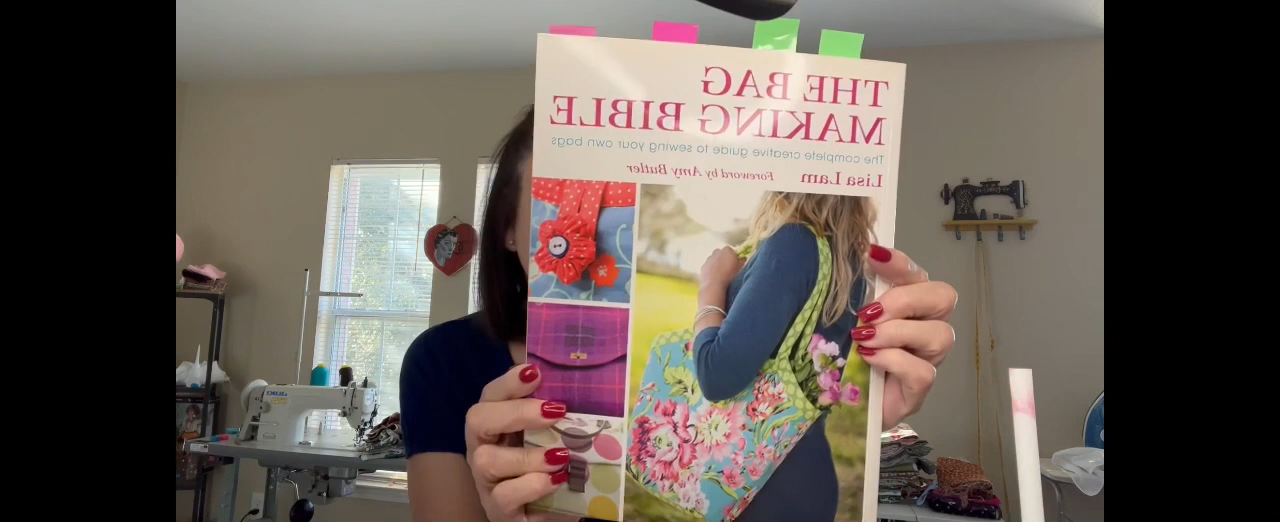 THE BAG
MAKING BIBLE
The complete creative guide to sewing your own bags
Lisa Lam Foreword by Amy Butler